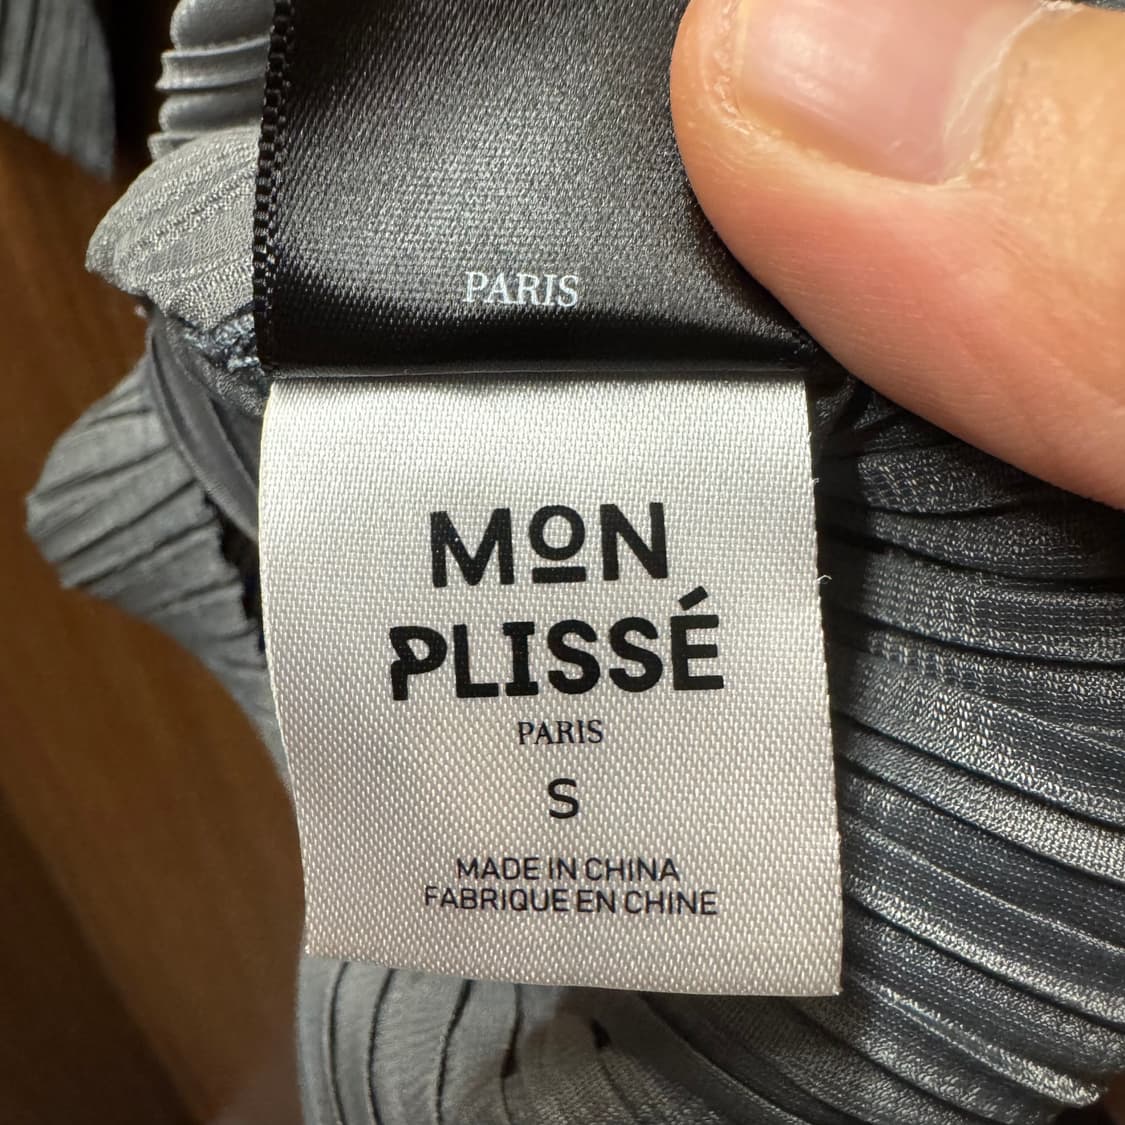 PARIS
MON
PLISSÉ
PARIS
S
MADE IN CHINA
FABRIQUE EN CHINE